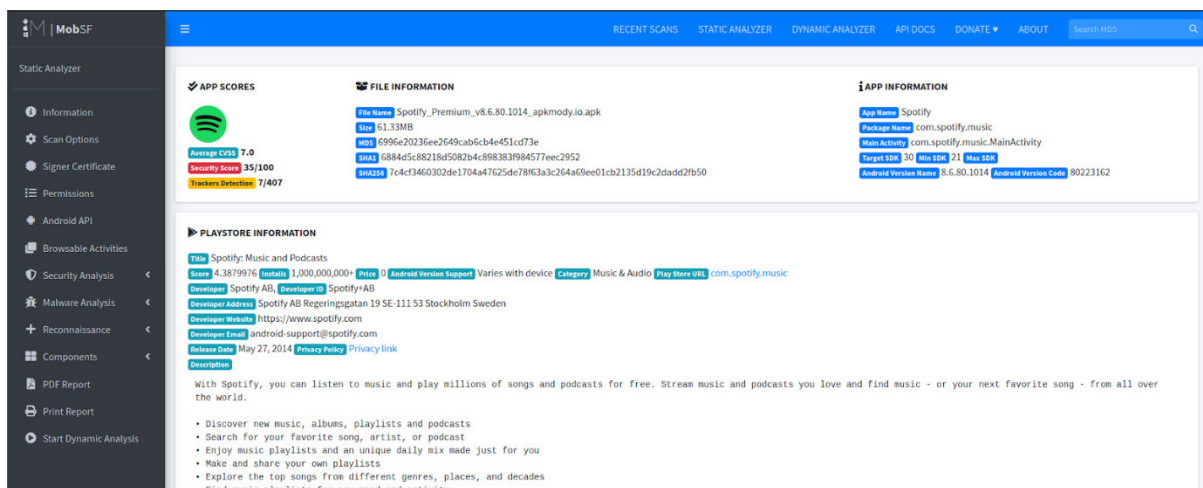 MobSF
RECENT SCANS STATIC ANALYZER DYNAMIC ANALYZER API DOCS DONATE ♥ ABOUT Search MD5
Static Analyzer
Information
Scan Options
Signer Certificate
Permissions
Android API
Browsable Activities
Security Analysis
Malware Analysis
Reconnaissance
Components
PDF Report
Print Report
Start Dynamic Analysis
APP SCORES
Average CVSS 7.0
Security Score 35/100
Trackers Detection 7/407
FILE INFORMATION
File Name Spotify_Premium_v8.6.80.1014_apkmody.io.apk
Size 61.33MB
MD5 6996e20236ee2649cab6cb4e451cd73e
SHA1 6884d5c88218d5082b4c898383f984577eec2952
SHA256 7c4cf3460302de1704a47625de78f63a3c264a69ee01cb2135d19c2dadd2fb50
APP INFORMATION
App Name Spotify
Package Name com.spotify.music
Main Activity com.spotify.music.MainActivity
Target SDK 30 Min SDK 21 Max SDK
Android Version Name 8.6.80.1014 Android Version Code 80223162
PLAYSTORE INFORMATION
Title Spotify: Music and Podcasts
Score 4.3879976 Installs 1,000,000,000+ Price 0 Android Version Support Varies with device Category Music & Audio Play Store URL com.spotify.music
Developer Spotify AB, Developer ID Spotify+AB
Developer Address Spotify AB Regeringsgatan 19 SE-111 53 Stockholm Sweden
Developer Website https://www.spotify.com
Developer Email android-support@spotify.com
Release Date May 27, 2014 Privacy Policy Privacy link
Description
With Spotify, you can listen to music and play millions of songs and podcasts for free. Stream music and podcasts you love and find music - or your next favorite song - from all over
the world.
• Discover new music, albums, playlists and podcasts
• Search for your favorite song, artist, or podcast
• Enjoy music playlists and an unique daily mix made just for you
• Make and share your own playlists
• Explore the top songs from different genres, places, and decades